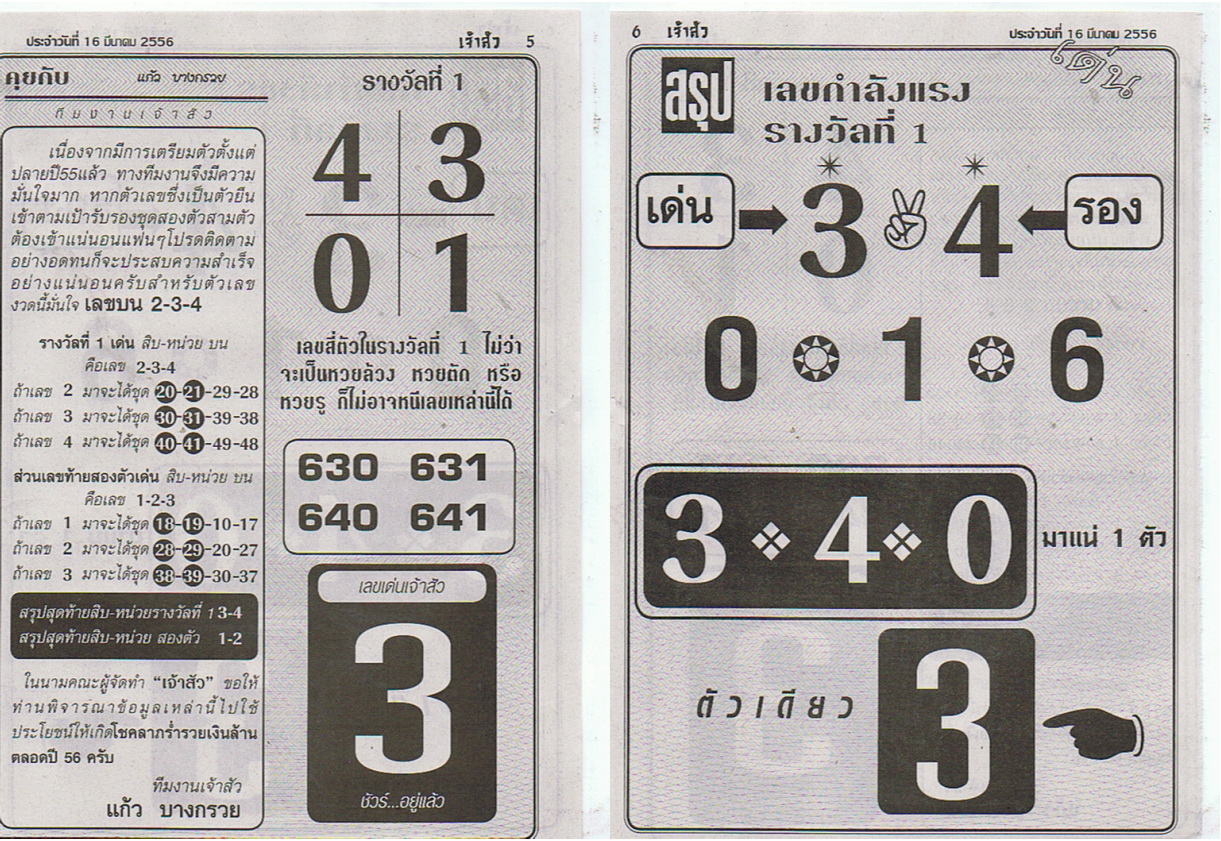 ประจำวันที่ 16 มีนาคม 2556
เจ้าสัว 5
คุยกับ แก้ว บางกรวย
ทีมงานเจ้าสัว
เนื่องจากมีการเตรียมตัวตั้งแต่
ปลายปี55แล้ว ทางทีมงานจึงมีความ
มั่นใจมาก หากตัวเลขซึ่งเป็นตัวยืน
เข้าตามเป้ารับรองชุดสองตัวสามตัว
ต้องเข้าแน่นอนแฟนๆโปรดติดตาม
อย่างอดทนก็จะประสบความสำเร็จ
อย่างแน่นอนครับสำหรับตัวเลข
งวดนี้มั่นใจ เลขบน 2-3-4
รางวัลที่ 1 เด่น สิบ-หน่วย บน
คือเลข 2-3-4
ถ้าเลข 2 มาจะได้ชุด 20-21-29-28
ถ้าเลข 3 มาจะได้ชุด 30-31-39-38
ถ้าเลข 4 มาจะได้ชุด 40-41-49-48
ส่วนเลขท้ายสองตัวเด่น สิบ-หน่วย บน
คือเลข 1-2-3
ถ้าเลข 1 มาจะได้ชุด 18-19-10-17
ถ้าเลข 2 มาจะได้ชุด 28-29-20-27
ถ้าเลข 3 มาจะได้ชุด 38-39-30-37
สรุปสุดท้ายสิบ-หน่วยรางวัลที่ 1 3-4
สรุปสุดท้ายสิบ-หน่วย สองตัว 1-2
ในนามคณะผู้จัดทำ “เจ้าสัว” ขอให้
ท่านพิจารณาข้อมูลเหล่านี้ไปใช้
ประโยชน์ให้เกิดโชคลาภร่ำรวยเงินล้าน
ตลอดปี 56 ครับ
ทีมงานเจ้าสัว
แก้ว บางกรวย
รางวัลที่ 1
4 3
0 1
เลขสี่ตัวในรางวัลที่ 1 ไม่ว่า
จะเป็นหวยล้วง หวยตัก หรือ
หวยรู ก็ไม่อาจหนีเลขเหล่านี้ได้
630 631
640 641
เลขเด่นเจ้าสัว
3
ชัวร์...อยู่แล้ว
6 เจ้าสัว
ประจำวันที่ 16 มีนาคม 2556
เด่น
สรุป เลขกำลังแรง
รางวัลที่ 1
เด่น 3 4 รอง
0 1 6
3 4 0 มาแน่ 1 ตัว
ตัวเดียว 3